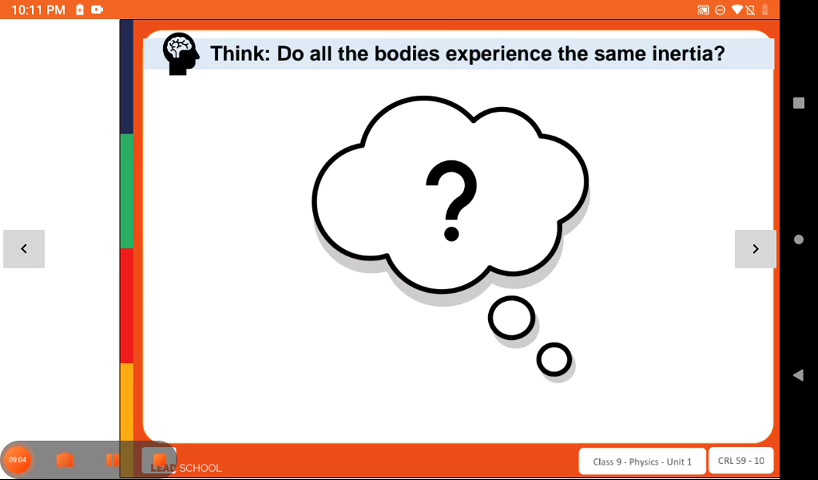 10:11 PM
Think: Do all the bodies experience the same inertia?
?
09:04
LEAD SCHOOL
Class 9 - Physics - Unit 1
CRL 59 - 10